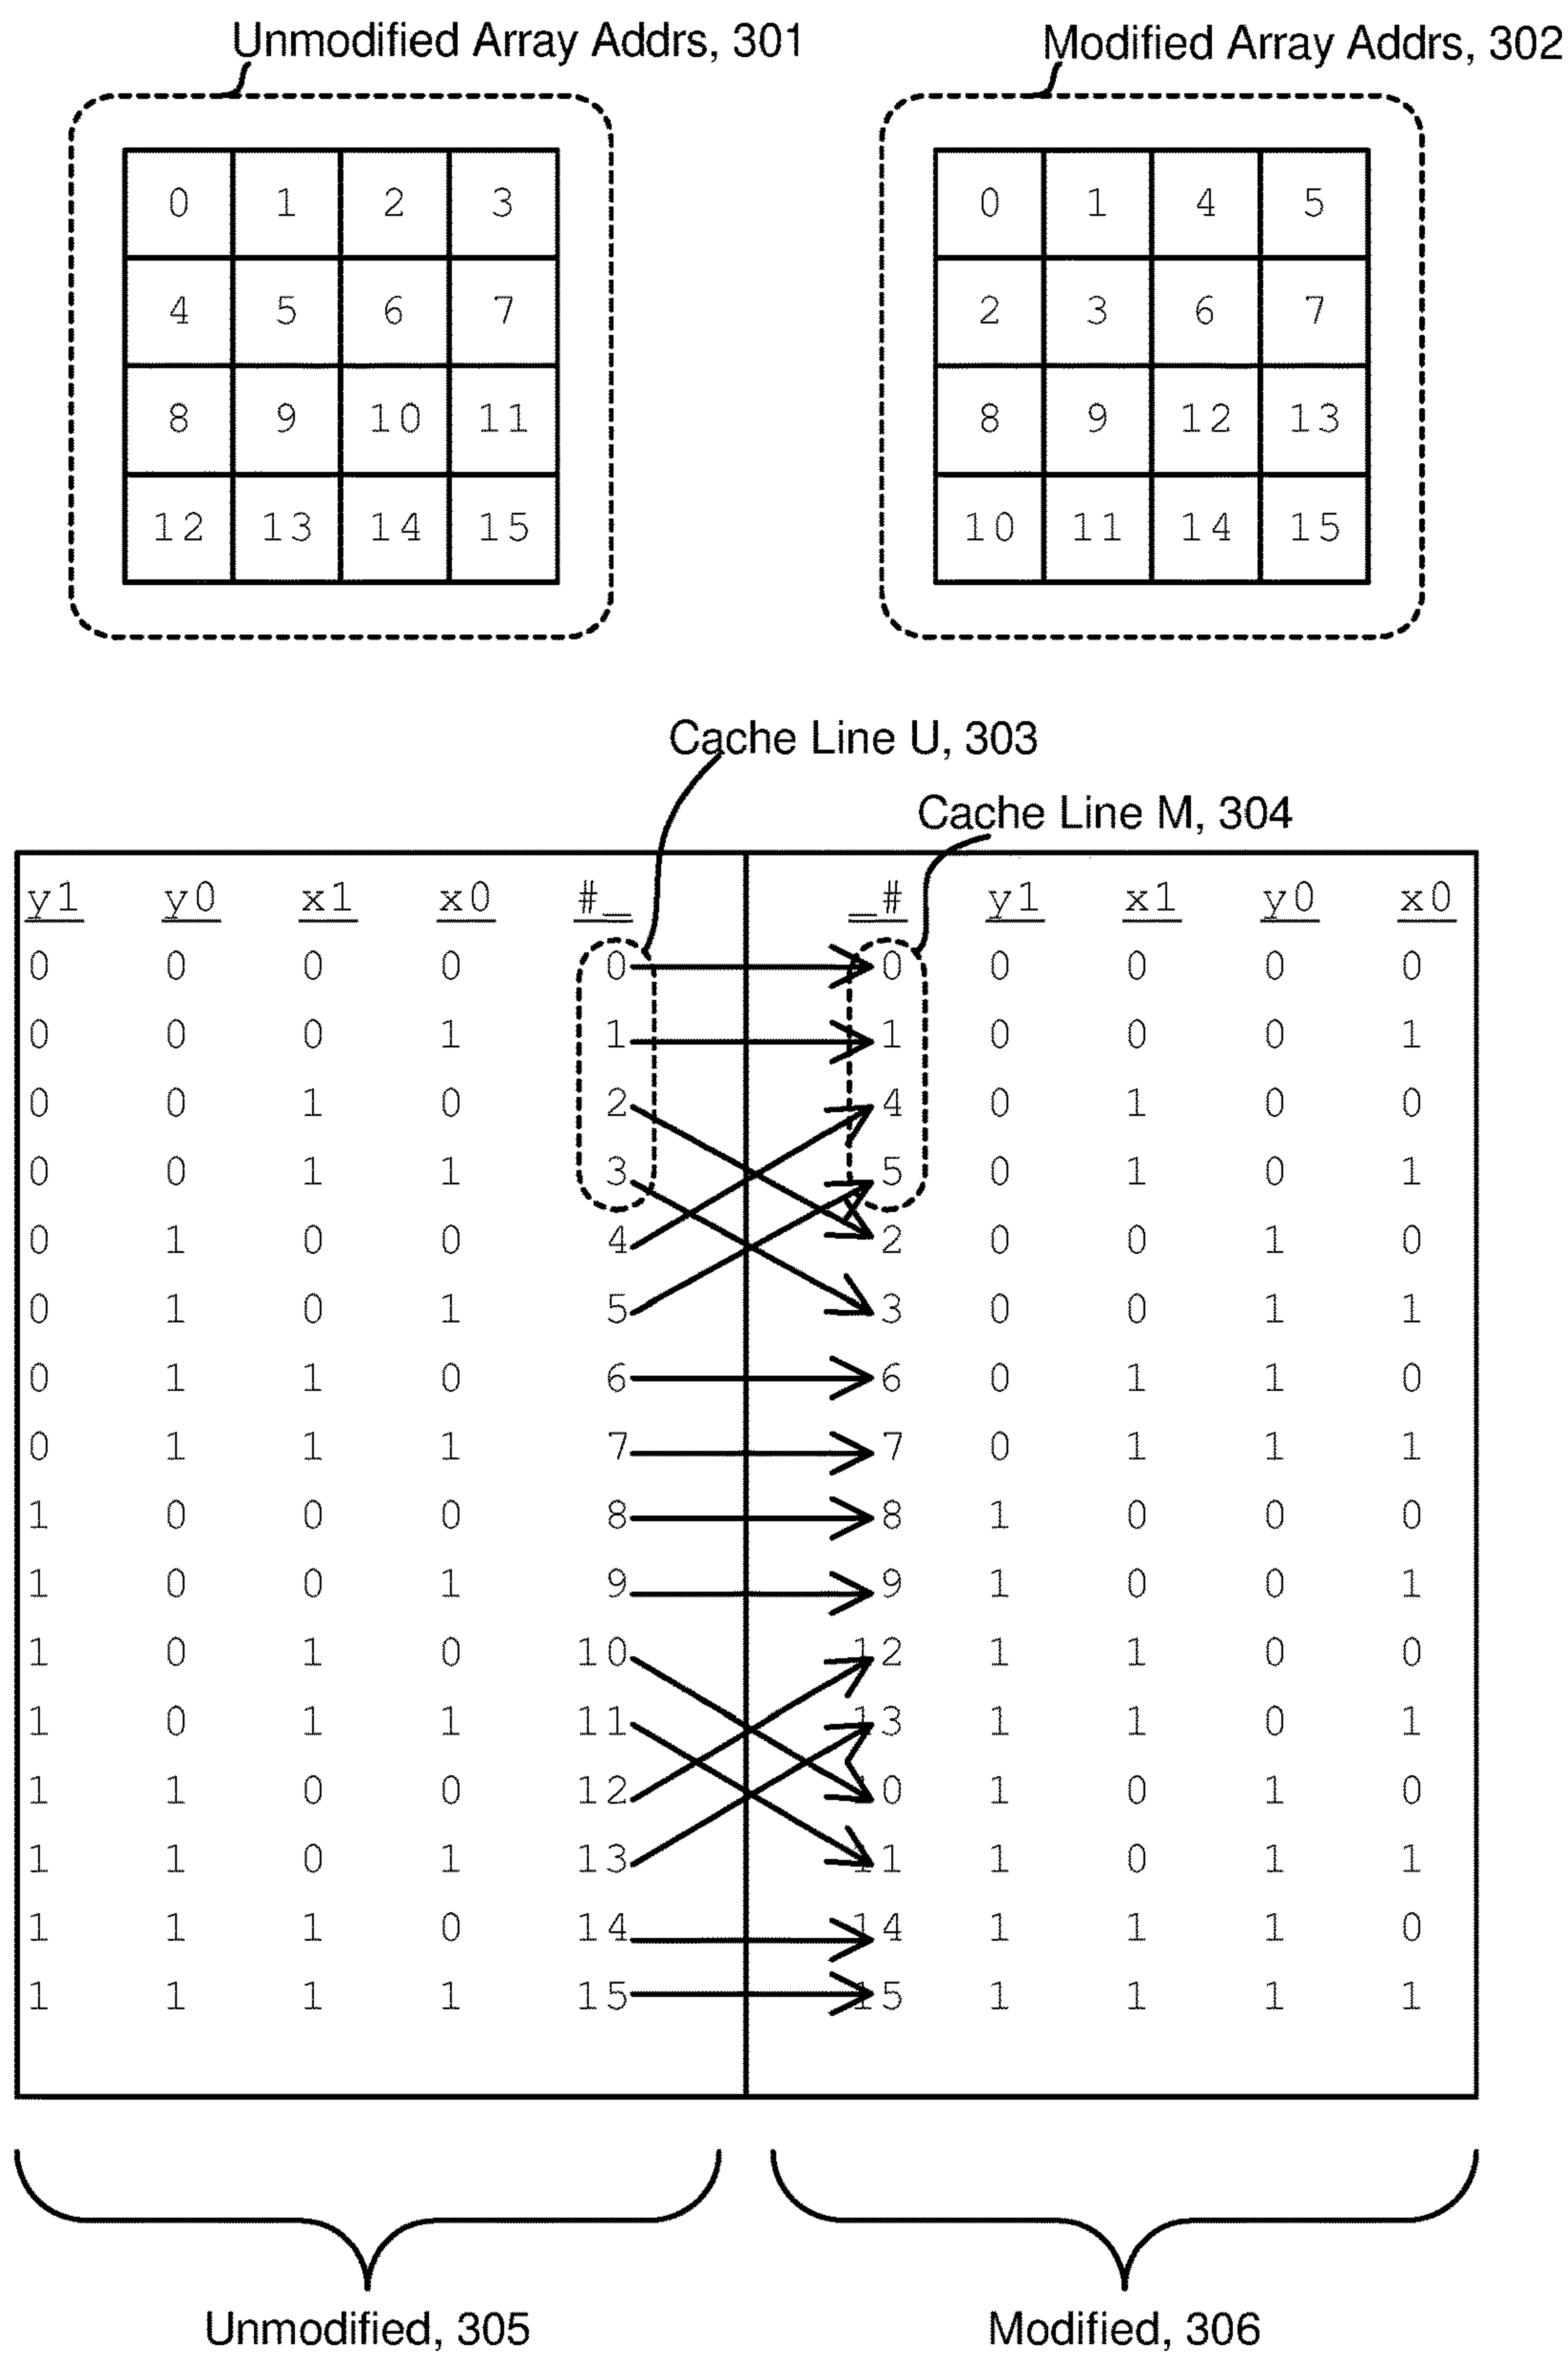 Unmodified Array Addrs, 301 Modified Array Addrs, 302
0 1 2 3 0 1 4 5
4 5 6 7 2 3 6 7
8 9 10 11 8 9 12 13
12 13 14 15 10 11 14 15
Cache Line U, 303
Cache Line M, 304
y1 y0 x1 x0 #_ _# y1 x1 y0 x0
0 0 0 0 0 0 0 0 0 0
0 0 0 1 1 1 0 0 0 1
0 0 1 0 2 4 0 1 0 0
0 0 1 1 3 5 0 1 0 1
0 1 0 0 4 2 0 0 1 0
0 1 0 1 5 3 0 0 1 1
0 1 1 0 6 6 0 1 1 0
0 1 1 1 7 7 0 1 1 1
1 0 0 0 8 8 1 0 0 0
1 0 0 1 9 9 1 0 0 1
1 0 1 0 10 12 1 1 0 0
1 0 1 1 11 13 1 1 0 1
1 1 0 0 12 10 1 0 1 0
1 1 0 1 13 11 1 0 1 1
1 1 1 0 14 14 1 1 1 0
1 1 1 1 15 15 1 1 1 1
Unmodified, 305 Modified, 306